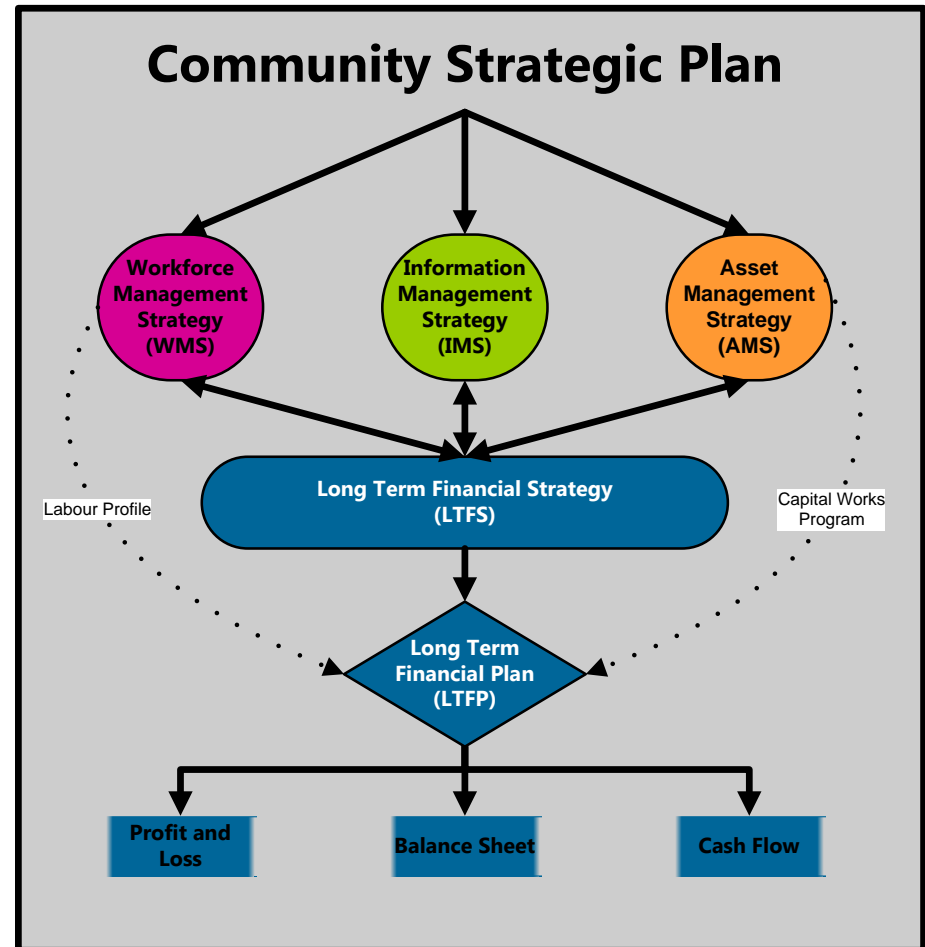 Community Strategic Plan
Workforce
Management
Strategy
(WMS)
Information
Management
Strategy
(IMS)
Asset
Management
Strategy
(AMS)
Long Term Financial Strategy
(LTFS)
Labour Profile
Capital Works
Program
Long Term
Financial Plan
(LTFP)
Profit and
Loss
Balance Sheet
Cash Flow